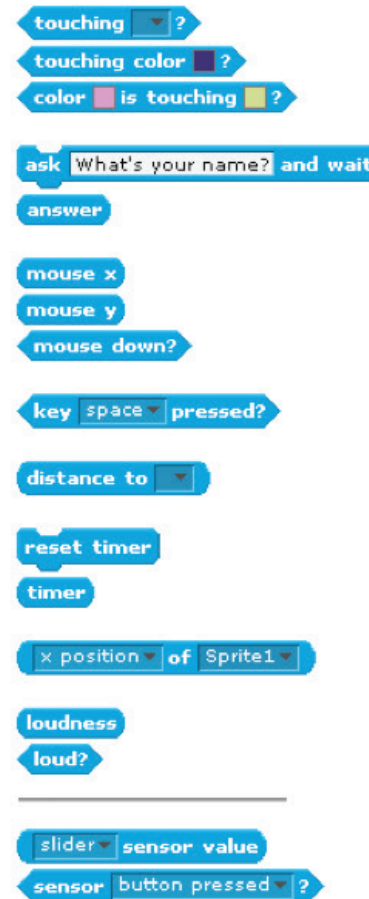 touching ?
touching color ?
color is touching ?
ask What's your name? and wait
answer
mouse x
mouse y
mouse down?
key space pressed?
distance to
reset timer
timer
x position of Sprite1
loudness
loud?
slider sensor value
sensor button pressed ?